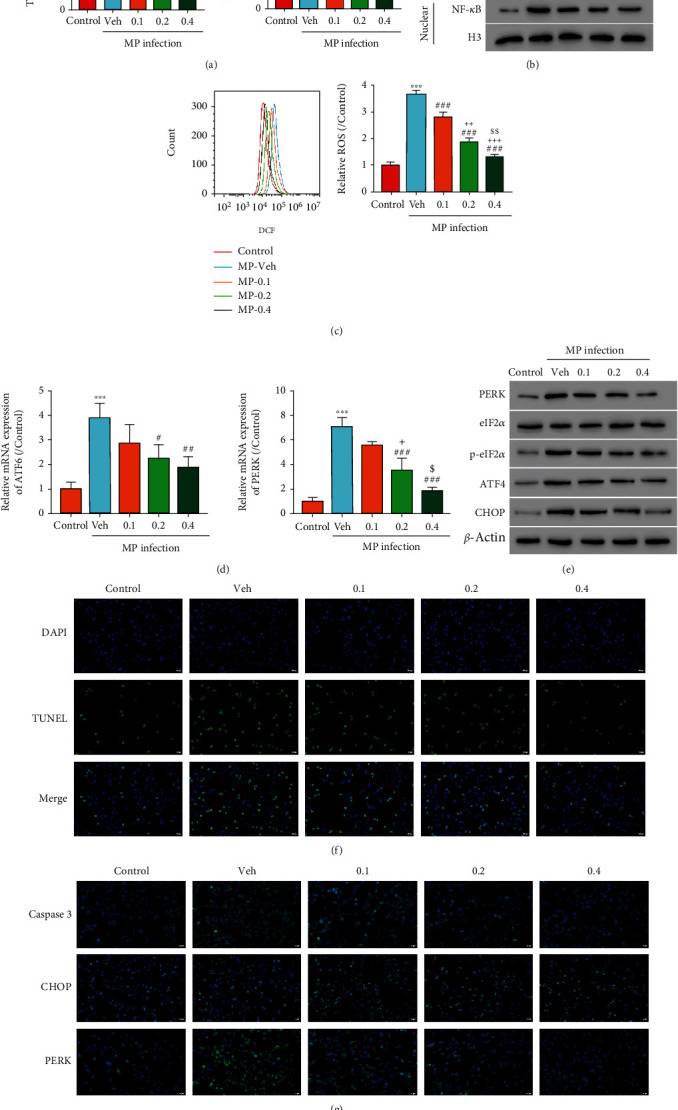 T
0
Control Veh 0.1 0.2 0.4
MP infection
0
Control Veh 0.1 0.2 0.4
MP infection
(a)
Nuclear
NF-κB
H3
(b)
Count
300
200
100
0
10² 10³ 10⁴ 10⁵ 10⁶ 10⁷
DCF
Control
MP-Veh
MP-0.1
MP-0.2
MP-0.4
Relative ROS (/Control)
4
3
2
1
0
***
###
++
###
$$
+++
###
Control Veh 0.1 0.2 0.4
MP infection
(c)
Relative mRNA expression
of ATF6 (/Control)
5
4
3
2
1
0
***
#
##
Control Veh 0.1 0.2 0.4
MP infection
Relative mRNA expression
of PERK (/Control)
10
8
6
4
2
0
***
+
###
$
###
Control Veh 0.1 0.2 0.4
MP infection
(d)
MP infection
Control Veh 0.1 0.2 0.4
PERK
eIF2α
p-eIF2α
ATF4
CHOP
β-Actin
(e)
Control Veh 0.1 0.2 0.4
DAPI
TUNEL
Merge
(f)
Control Veh 0.1 0.2 0.4
Caspase 3
CHOP
PERK
(g)